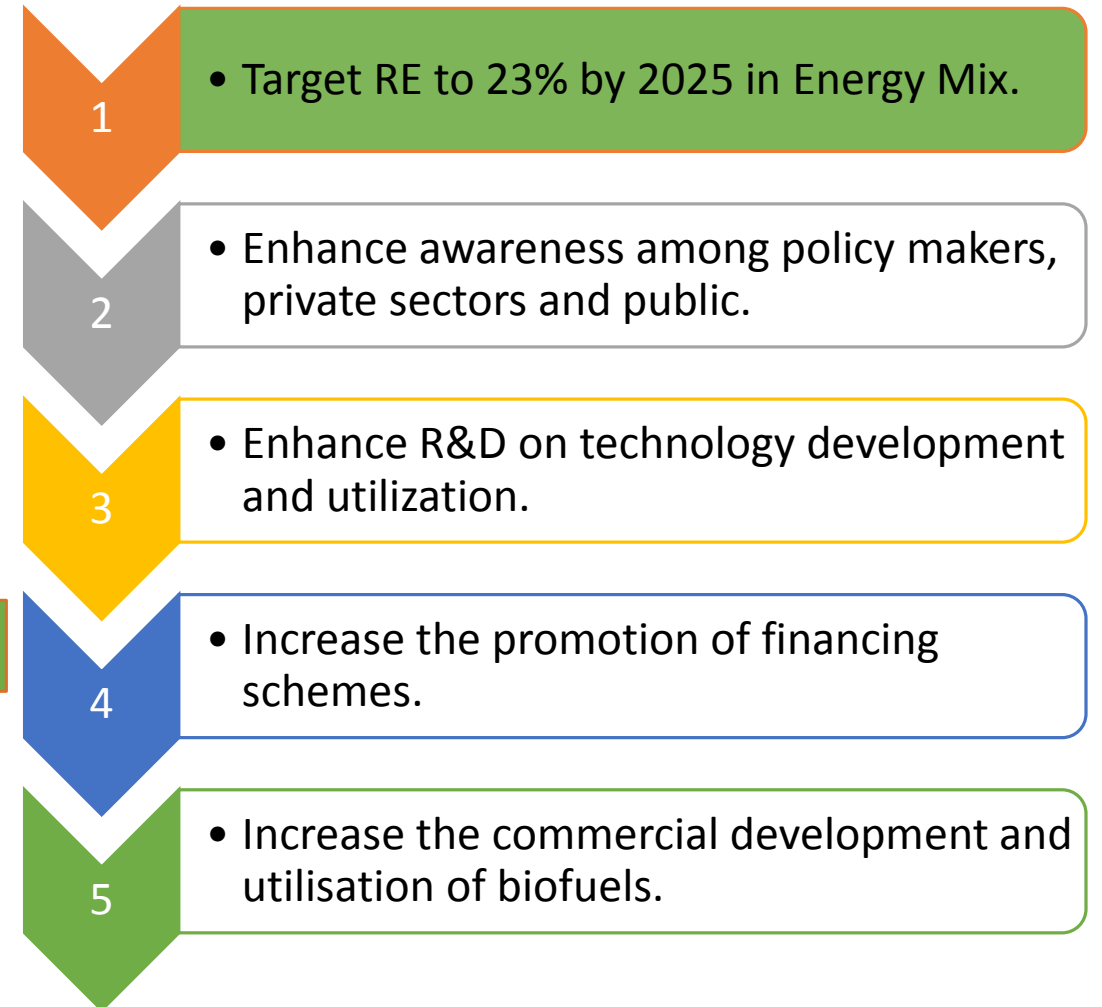 1
• Target RE to 23% by 2025 in Energy Mix.
2
• Enhance awareness among policy makers,
private sectors and public.
3
• Enhance R&D on technology development
and utilization.
4
• Increase the promotion of financing
schemes.
5
• Increase the commercial development and
utilisation of biofuels.